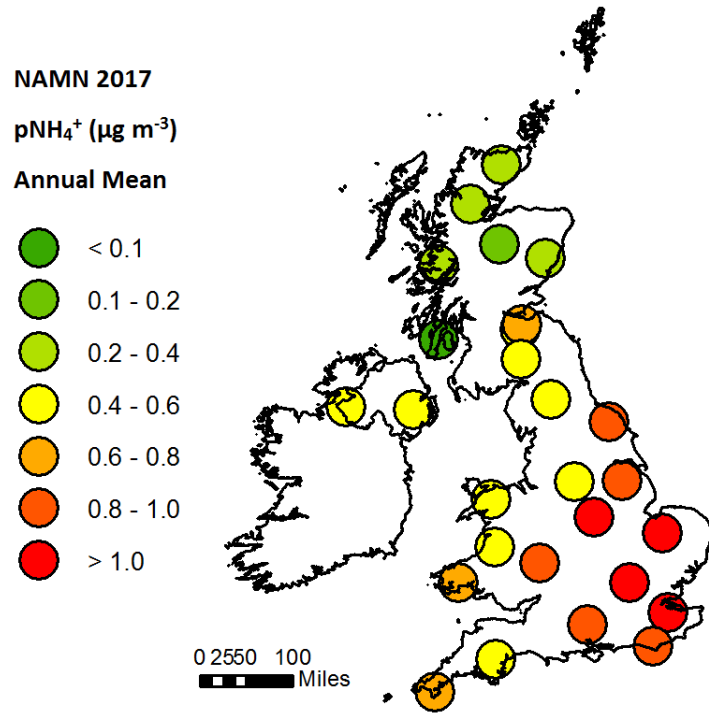 NAMN 2017
pNH₄⁺ (µg m⁻³)
Annual Mean
< 0.1
0.1 - 0.2
0.2 - 0.4
0.4 - 0.6
0.6 - 0.8
0.8 - 1.0
> 1.0
0 2550 100
Miles